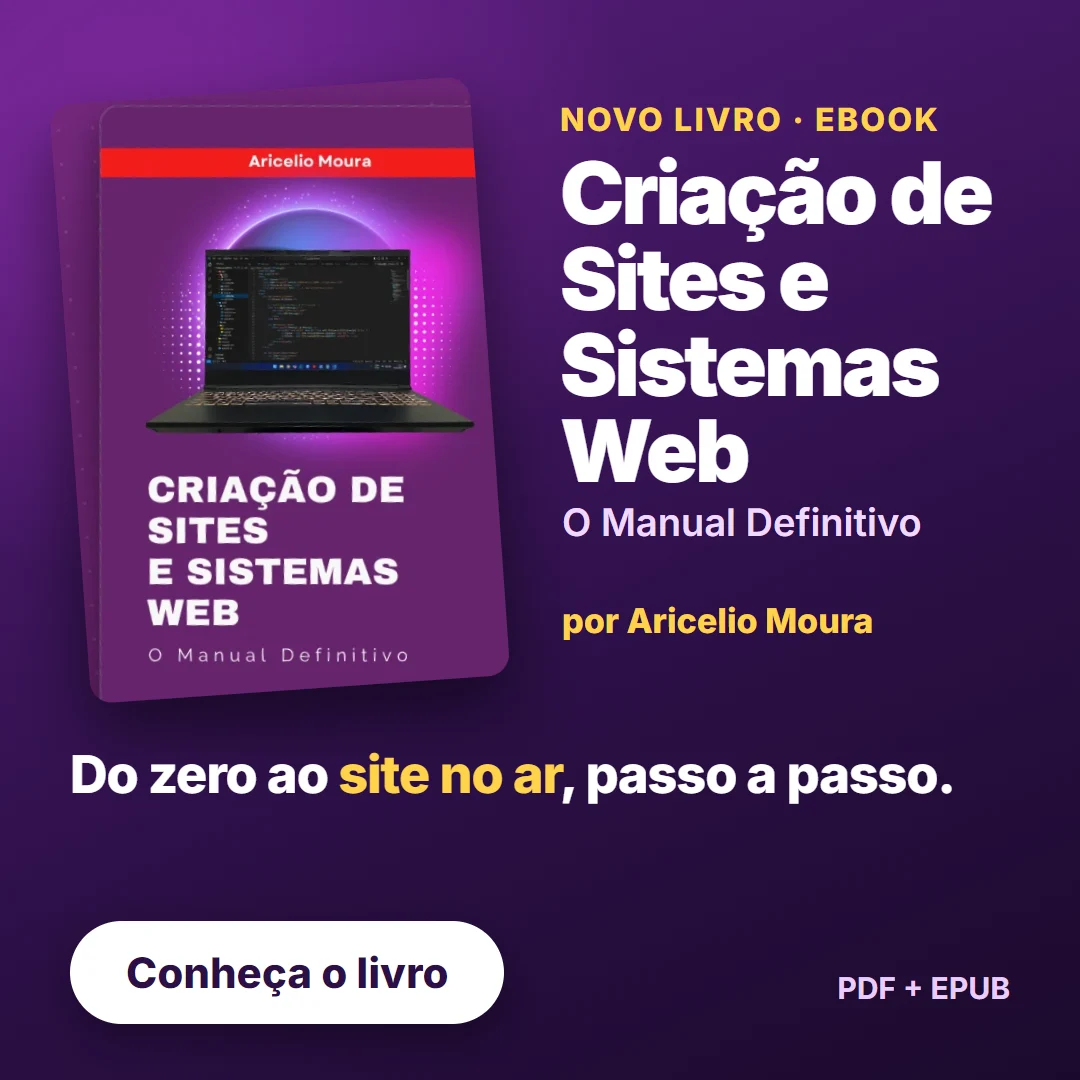 Aricelio Moura
CRIAÇÃO DE
SITES
E SISTEMAS
WEB
O Manual Definitivo
NOVO LIVRO · EBOOK
Criação de
Sites e
Sistemas
Web
O Manual Definitivo
por Aricelio Moura
Do zero ao site no ar, passo a passo.
Conheça o livro
PDF + EPUB